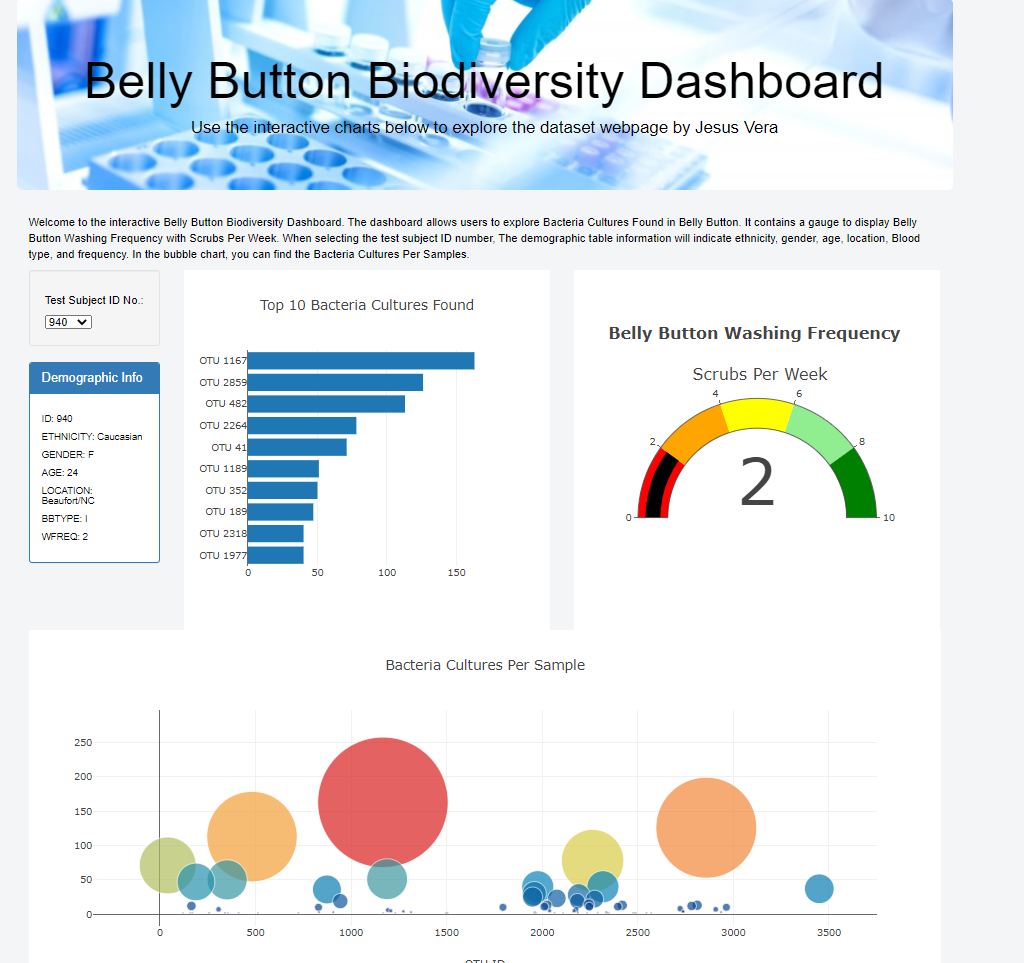 Belly Button Biodiversity Dashboard
Use the interactive charts below to explore the dataset webpage by Jesus Vera
Welcome to the interactive Belly Button Biodiversity Dashboard. The dashboard allows users to explore Bacteria Cultures Found in Belly Button. It contains a gauge to display Belly
Button Washing Frequency with Scrubs Per Week. When selecting the test subject ID number, The demographic table information will indicate ethnicity, gender, age, location, Blood
type, and frequency. In the bubble chart, you can find the Bacteria Cultures Per Samples.
Test Subject ID No.:
940
Demographic Info
ID: 940
ETHNICITY: Caucasian
GENDER: F
AGE: 24
LOCATION:
Beaufort/NC
BBTYPE: I
WFREQ: 2
Top 10 Bacteria Cultures Found
OTU 1167
OTU 2859
OTU 482
OTU 2264
OTU 41
OTU 1189
OTU 352
OTU 189
OTU 2318
OTU 1977
0 50 100 150
Belly Button Washing Frequency
Scrubs Per Week
0 2 4 6 8 10
2
Bacteria Cultures Per Sample
250
200
150
100
50
0
0 500 1000 1500 2000 2500 3000 3500
OTU ID